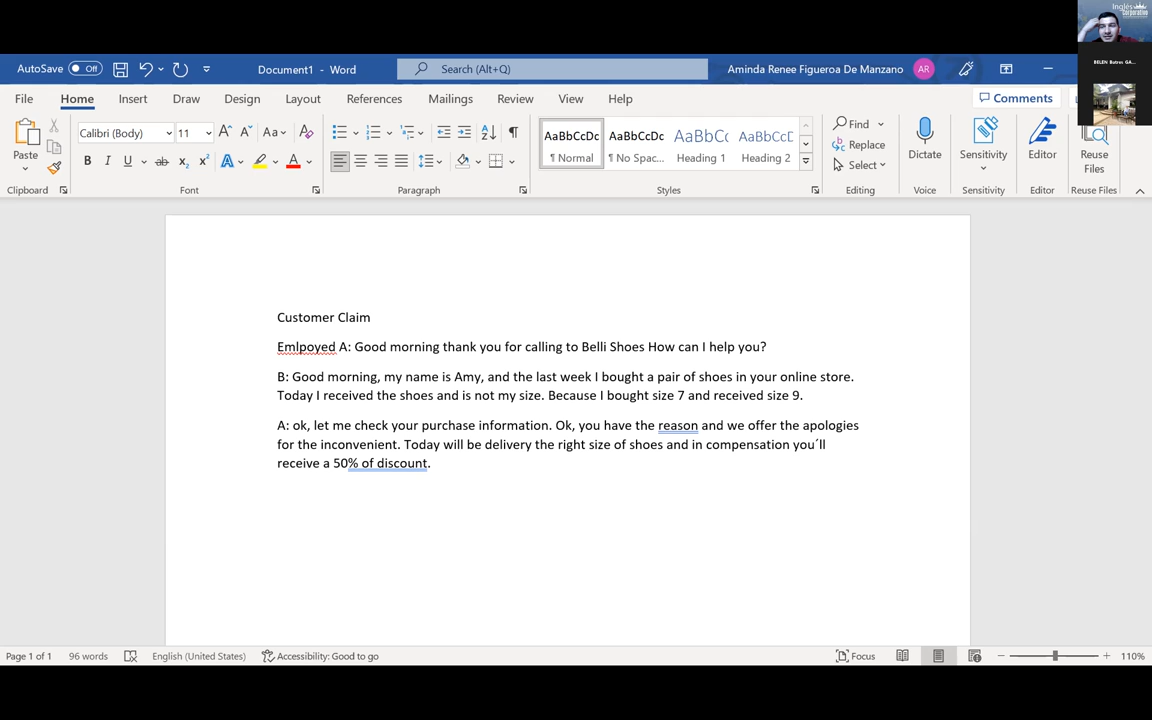 Inglés
Corporativo
BELEN Batres GA...
AutoSave Off Document1 - Word Search (Alt+Q) Aminda Renee Figueroa De Manzano AR
File Home Insert Draw Design Layout References Mailings Review View Help Comments
Paste Calibri (Body) 11 Aa AaBbCcDc AaBbCcDc AaBbCc AaBbCcD Find Dictate Sensitivity Editor Reuse Files
¶ Normal ¶ No Spac... Heading 1 Heading 2 Replace Select
Clipboard Font Paragraph Styles Editing Voice Sensitivity Editor Reuse Files
Customer Claim
Emlpoyed A: Good morning thank you for calling to Belli Shoes How can I help you?
B: Good morning, my name is Amy, and the last week I bought a pair of shoes in your online store.
Today I received the shoes and is not my size. Because I bought size 7 and received size 9.
A: ok, let me check your purchase information. Ok, you have the reason and we offer the apologies
for the inconvenient. Today will be delivery the right size of shoes and in compensation you´ll
receive a 50% of discount.
Page 1 of 1 96 words English (United States) Accessibility: Good to go Focus 110%